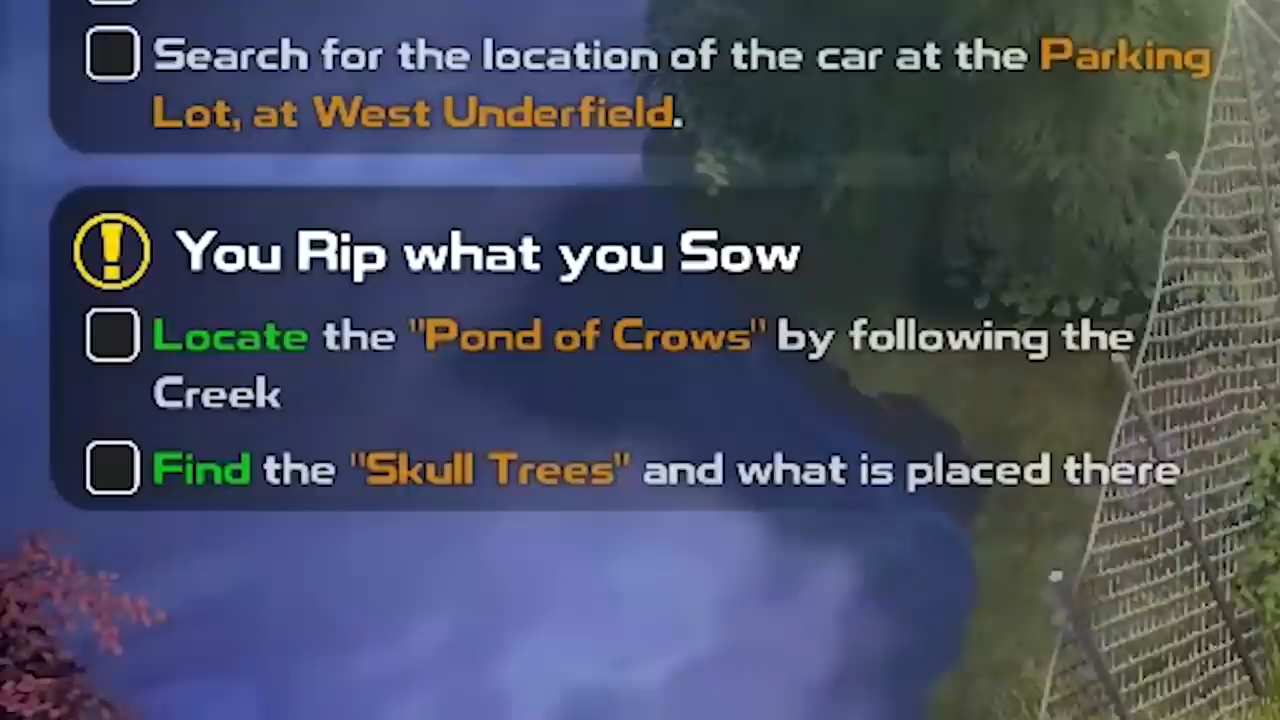 Search for the location of the car at the Parking
Lot, at West Underfield.
You Rip what you Sow
Locate the "Pond of Crows" by following the
Creek
Find the "Skull Trees" and what is placed there